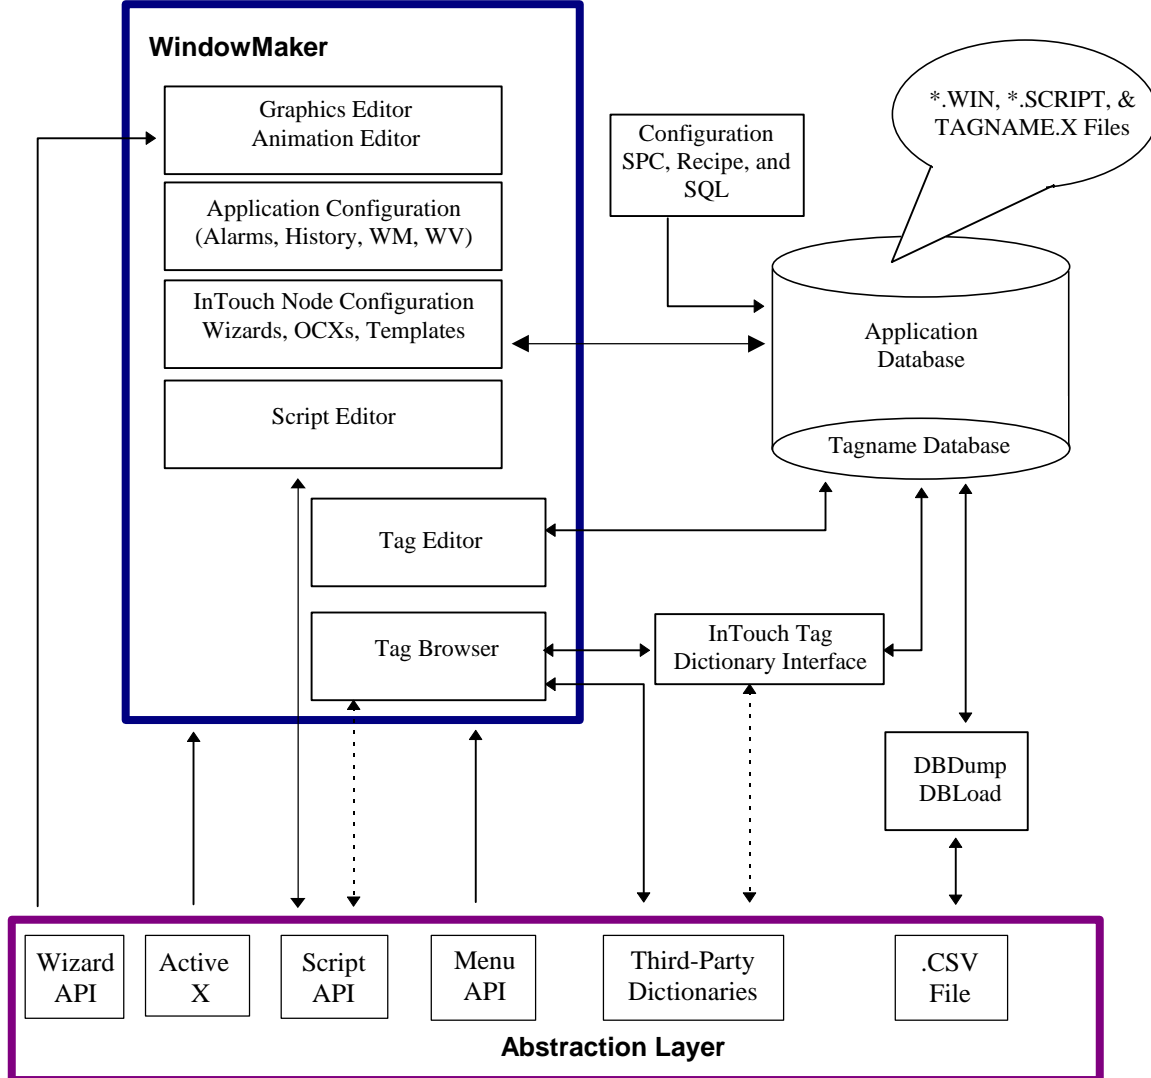 WindowMaker
Graphics Editor
Animation Editor
Application Configuration
(Alarms, History, WM, WV)
InTouch Node Configuration
Wizards, OCXs, Templates
Script Editor
Tag Editor
Tag Browser
Configuration
SPC, Recipe, and
SQL
*.WIN, *.SCRIPT, &
TAGNAME.X Files
Application
Database
Tagname Database
InTouch Tag
Dictionary Interface
DBDump
DBLoad
Wizard
API
Active
X
Script
API
Menu
API
Third-Party
Dictionaries
.CSV
File
Abstraction Layer